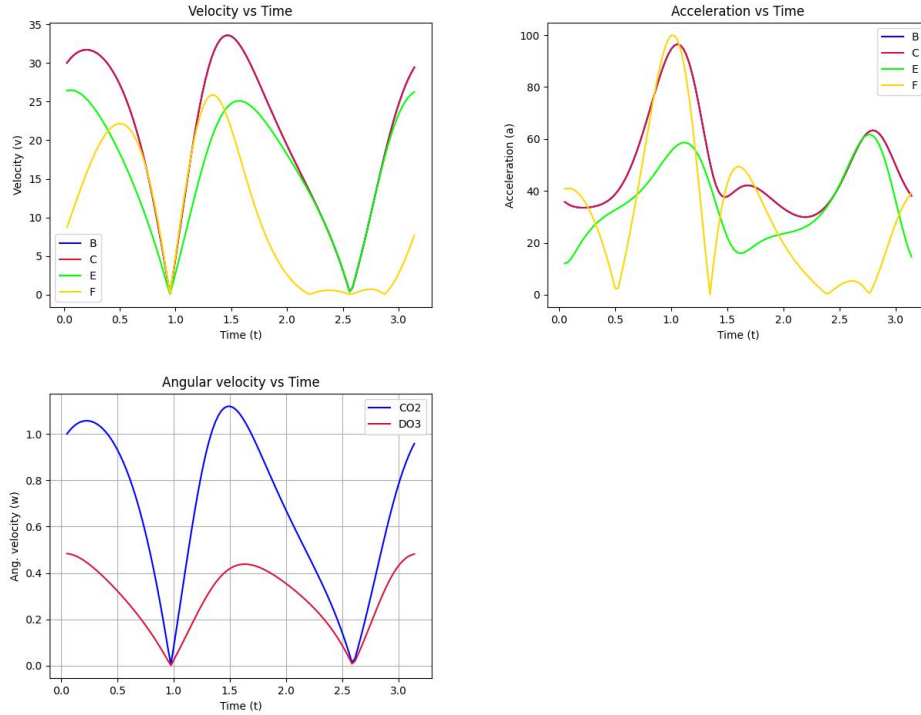 Velocity vs Time
Velocity (v)
35
30
25
20
15
10
5
0
B
C
E
F
0.0 0.5 1.0 1.5 2.0 2.5 3.0
Time (t)
Acceleration vs Time
Acceleration (a)
100
80
60
40
20
0
B
C
E
F
0.0 0.5 1.0 1.5 2.0 2.5 3.0
Time (t)
Angular velocity vs Time
Ang. velocity (w)
1.0
0.8
0.6
0.4
0.2
0.0
CO2
DO3
0.0 0.5 1.0 1.5 2.0 2.5 3.0
Time (t)